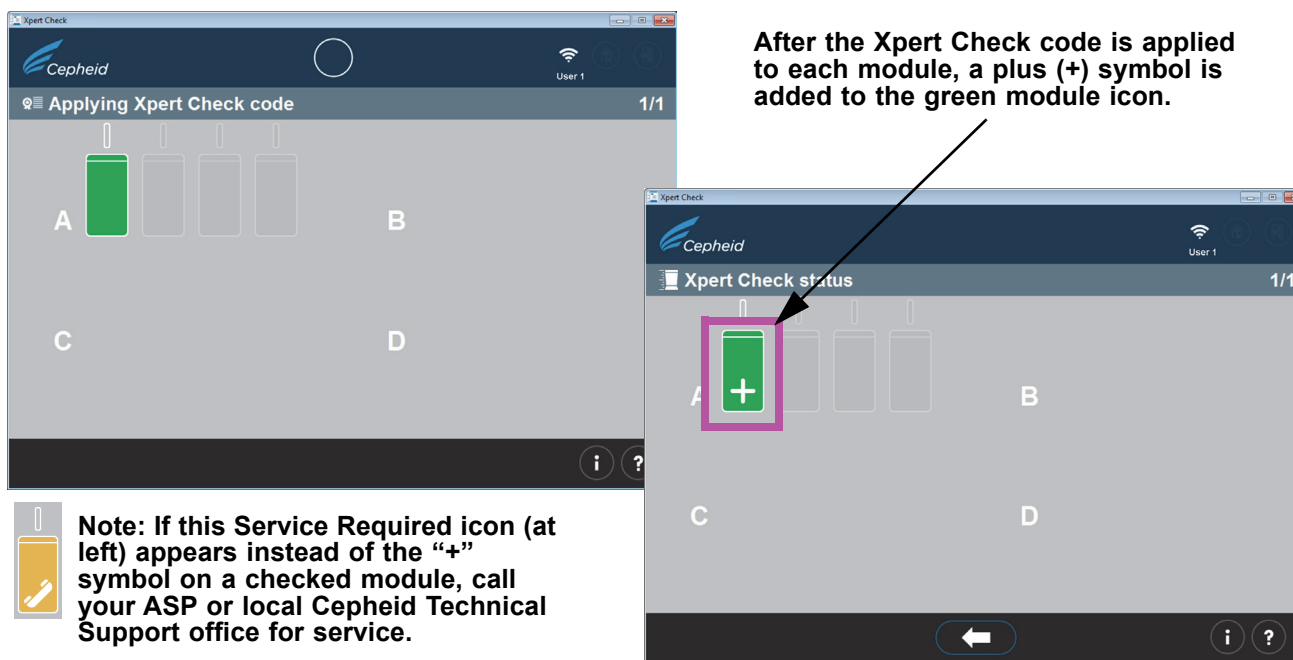 Xpert Check
Cepheid
User 1
Applying Xpert Check code 1/1
A
B
C
D
i ?
After the Xpert Check code is applied
to each module, a plus (+) symbol is
added to the green module icon.
Xpert Check
Cepheid
User 1
Xpert Check status 1/1
+
A
B
C
D
i ?
Note: If this Service Required icon (at
left) appears instead of the “+”
symbol on a checked module, call
your ASP or local Cepheid Technical
Support office for service.